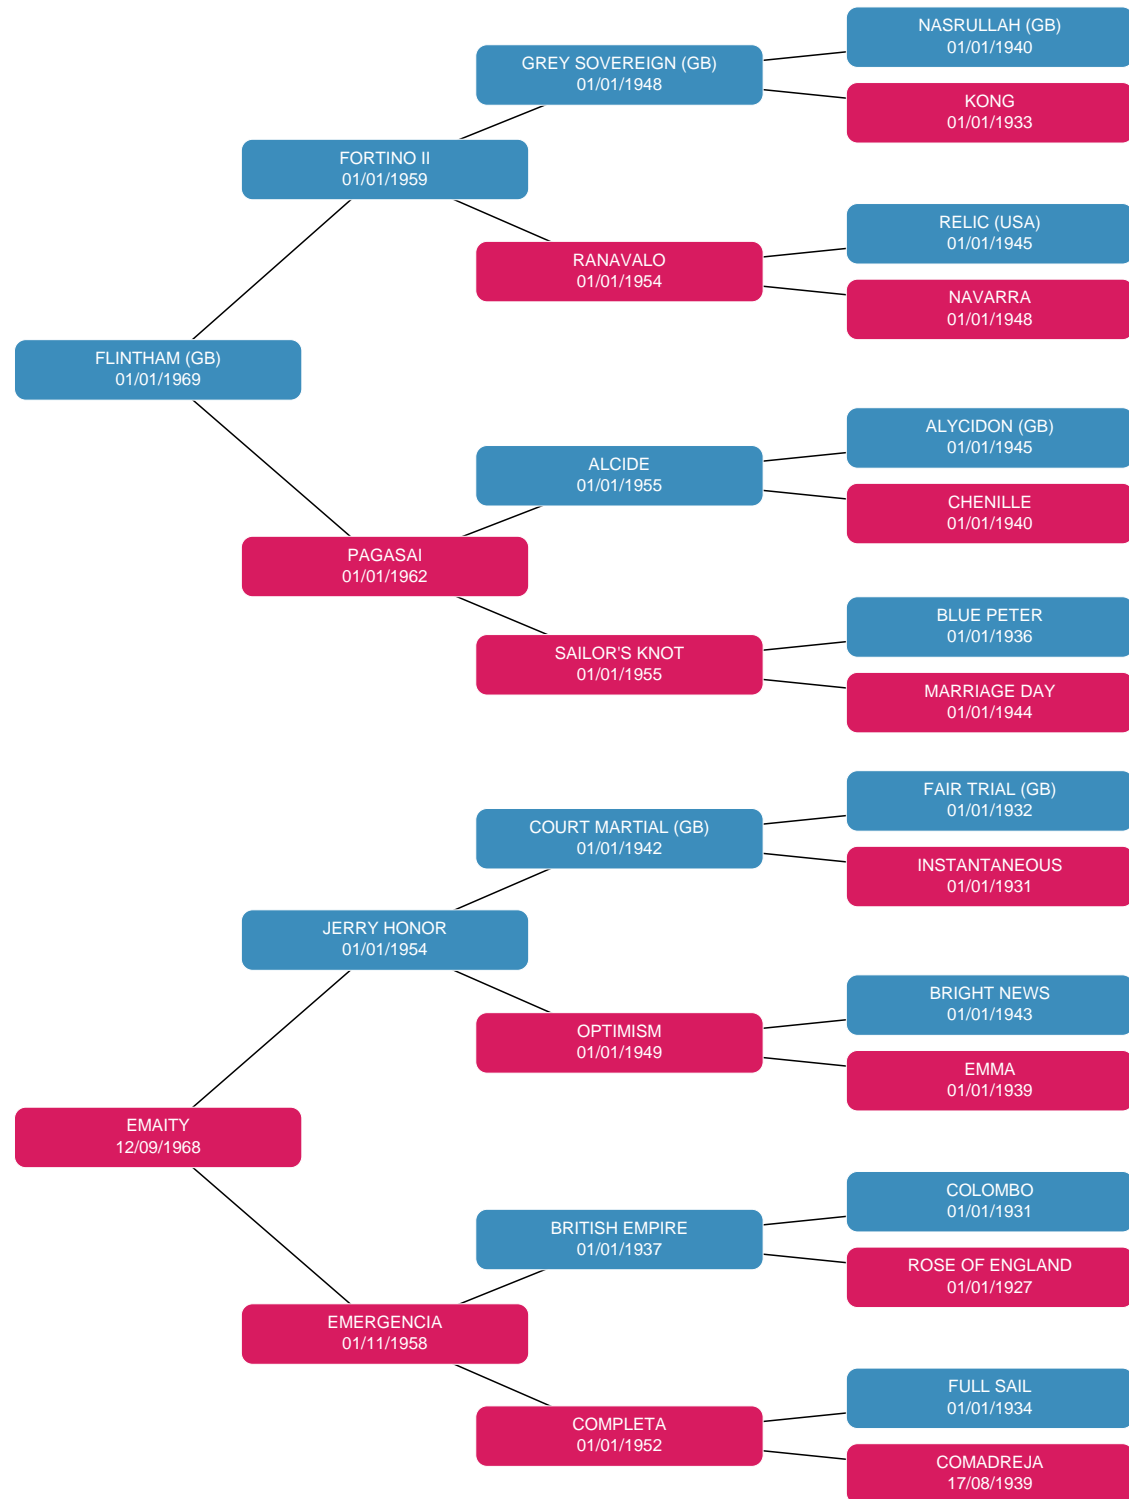 NASRULLAH (GB)
01/01/1940
GREY SOVEREIGN (GB)
01/01/1948
KONG
01/01/1933
FORTINO II
01/01/1959
RELIC (USA)
01/01/1945
RANAVALO
01/01/1954
NAVARRA
01/01/1948
FLINTHAM (GB)
01/01/1969
ALYCIDON (GB)
01/01/1945
ALCIDE
01/01/1955
CHENILLE
01/01/1940
PAGASAI
01/01/1962
BLUE PETER
01/01/1936
SAILOR'S KNOT
01/01/1955
MARRIAGE DAY
01/01/1944
FAIR TRIAL (GB)
01/01/1932
COURT MARTIAL (GB)
01/01/1942
INSTANTANEOUS
01/01/1931
JERRY HONOR
01/01/1954
BRIGHT NEWS
01/01/1943
OPTIMISM
01/01/1949
EMMA
01/01/1939
EMAITY
12/09/1968
COLOMBO
01/01/1931
BRITISH EMPIRE
01/01/1937
ROSE OF ENGLAND
01/01/1927
EMERGENCIA
01/11/1958
FULL SAIL
01/01/1934
COMPLETA
01/01/1952
COMADREJA
17/08/1939